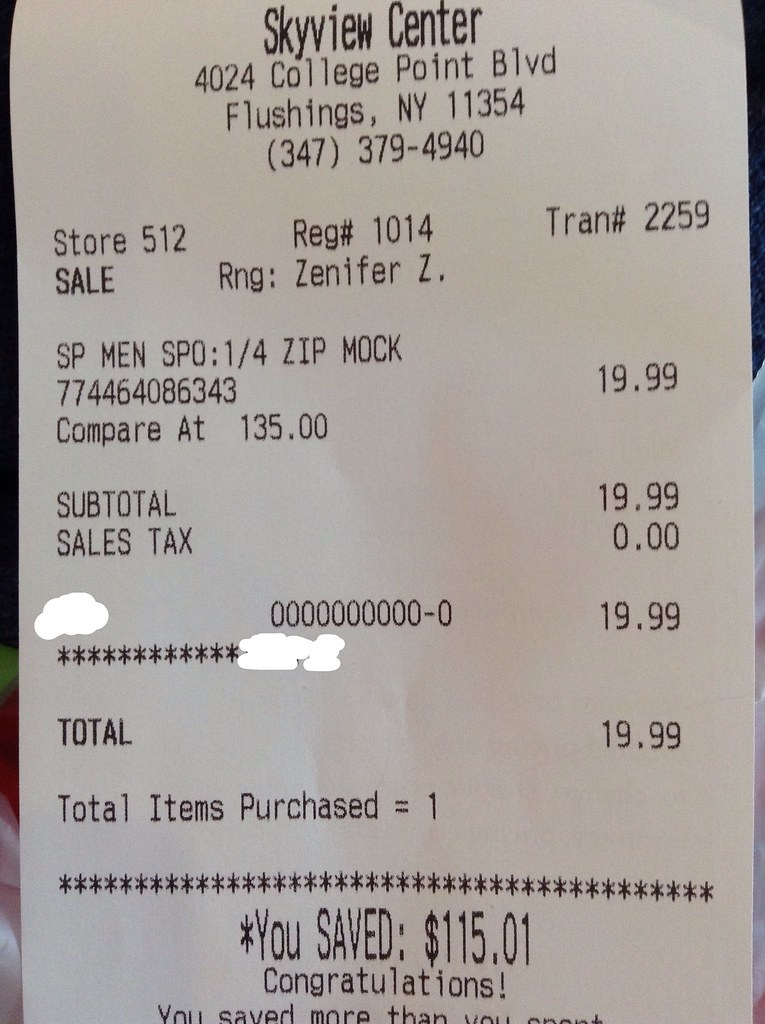 Skyview Center
4024 College Point Blvd
Flushings, NY 11354
(347) 379-4940
Store 512 Reg# 1014 Tran# 2259
SALE Rng: Zenifer Z.
SP MEN SPO:1/4 ZIP MOCK
774464086343 19.99
Compare At 135.00
SUBTOTAL 19.99
SALES TAX 0.00
0000000000-0 19.99
************
TOTAL 19.99
Total Items Purchased = 1
*******************************************
*You SAVED: $115.01
Congratulations!
You saved more than you spent